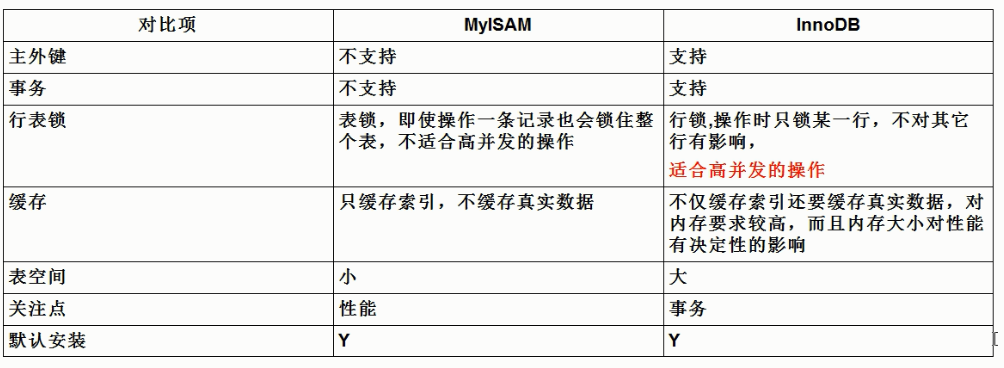 对比项 MyISAM InnoDB
主外键 不支持 支持
事务 不支持 支持
行表锁 表锁，即使操作一条记录也会锁住整 行锁,操作时只锁某一行，不对其它
个表，不适合高并发的操作 行有影响，
适合高并发的操作
缓存 只缓存索引，不缓存真实数据 不仅缓存索引还要缓存真实数据，对
内存要求较高，而且内存大小对性能
有决定性的影响
表空间 小 大
关注点 性能 事务
默认安装 Y Y